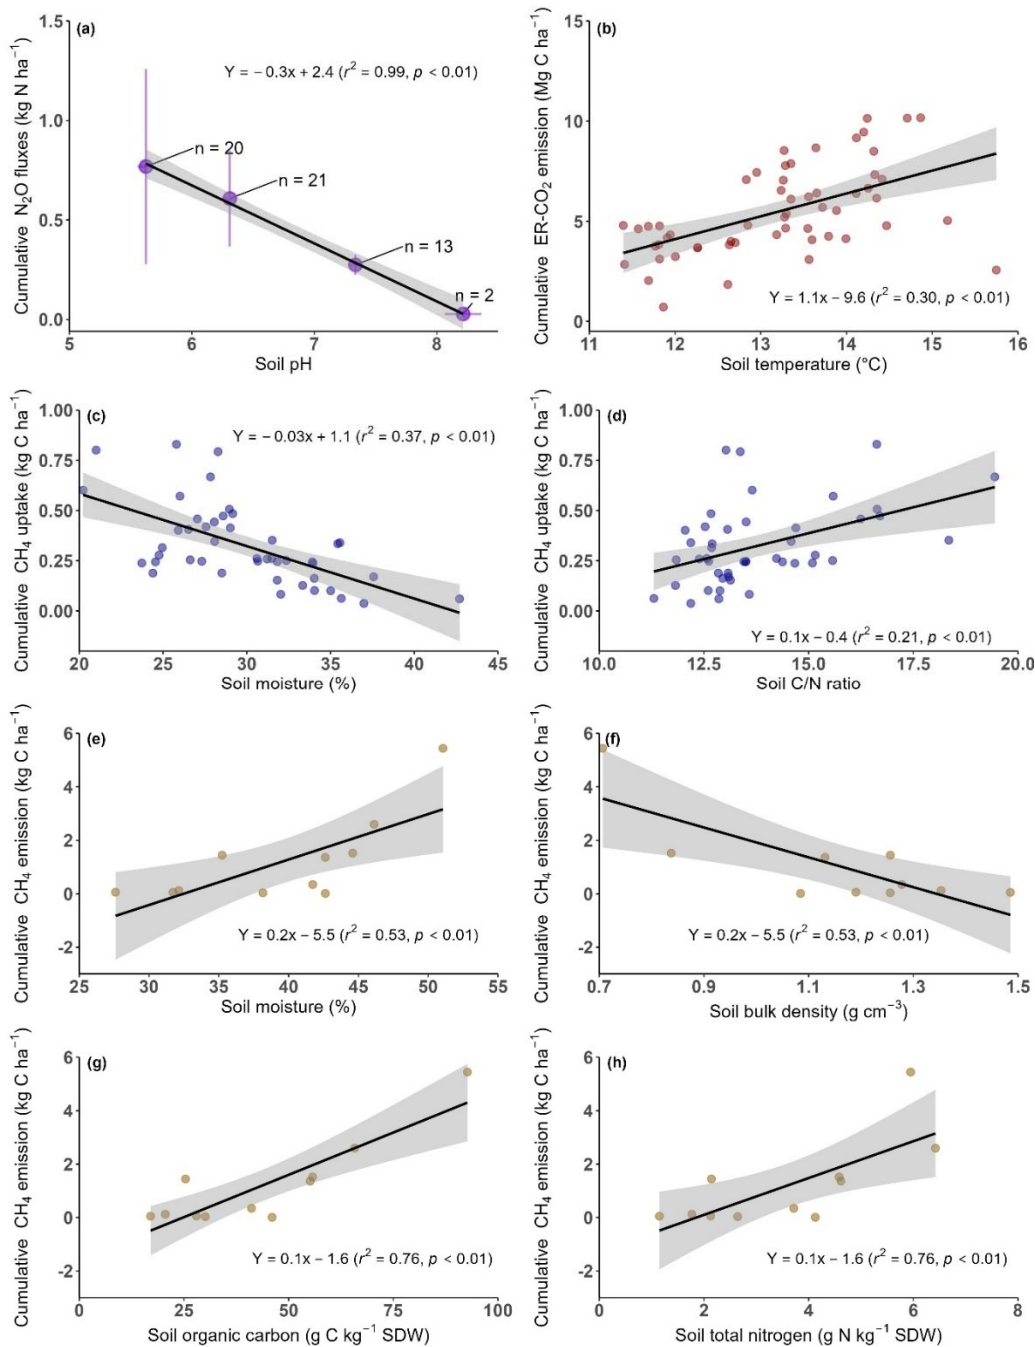 (a)
Y = − 0.3x + 2.4 (r² = 0.99, p < 0.01)
n = 20
n = 21
n = 13
n = 2
Cumulative N₂O fluxes (kg N ha⁻¹)
1.5
1.0
0.5
0.0
5 6 7 8
Soil pH
(b)
Y = 1.1x − 9.6 (r² = 0.30, p < 0.01)
Cumulative ER-CO₂ emission (Mg C ha⁻¹)
15
10
5
0
11 12 13 14 15 16
Soil temperature (°C)
(c)
Y = −0.03x + 1.1 (r² = 0.37, p < 0.01)
Cumulative CH₄ uptake (kg C ha⁻¹)
1.00
0.75
0.50
0.25
0.00
20 25 30 35 40 45
Soil moisture (%)
(d)
Y = 0.1x − 0.4 (r² = 0.21, p < 0.01)
Cumulative CH₄ uptake (kg C ha⁻¹)
1.00
0.75
0.50
0.25
0.00
10.0 12.5 15.0 17.5 20.0
Soil C/N ratio
(e)
Y = 0.2x − 5.5 (r² = 0.53, p < 0.01)
Cumulative CH₄ emission (kg C ha⁻¹)
6
4
2
0
−2
25 30 35 40 45 50 55
Soil moisture (%)
(f)
Y = 0.2x − 5.5 (r² = 0.53, p < 0.01)
Cumulative CH₄ emission (kg C ha⁻¹)
6
4
2
0
−2
0.7 0.9 1.1 1.3 1.5
Soil bulk density (g cm⁻³)
(g)
Y = 0.1x − 1.6 (r² = 0.76, p < 0.01)
Cumulative CH₄ emission (kg C ha⁻¹)
6
4
2
0
−2
0 25 50 75 100
Soil organic carbon (g C kg⁻¹ SDW)
(h)
Y = 0.1x − 1.6 (r² = 0.76, p < 0.01)
Cumulative CH₄ emission (kg C ha⁻¹)
6
4
2
0
−2
0 2 4 6 8
Soil total nitrogen (g N kg⁻¹ SDW)